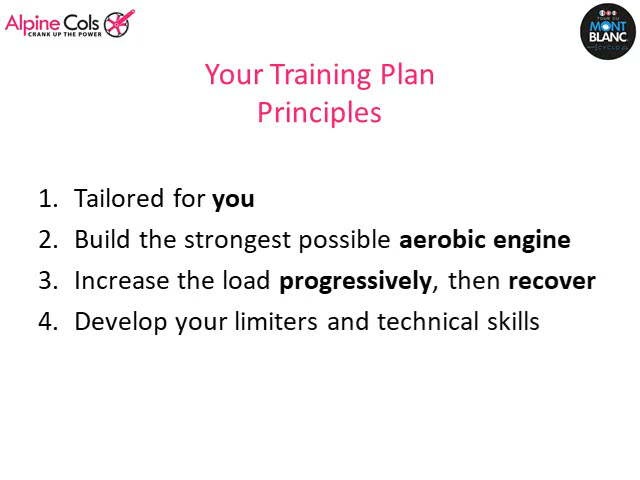 Alpine Cols
CRANK UP THE POWER
TOUR DU
MONT
BLANC
CYCLO
Your Training Plan
Principles
1. Tailored for you
2. Build the strongest possible aerobic engine
3. Increase the load progressively, then recover
4. Develop your limiters and technical skills